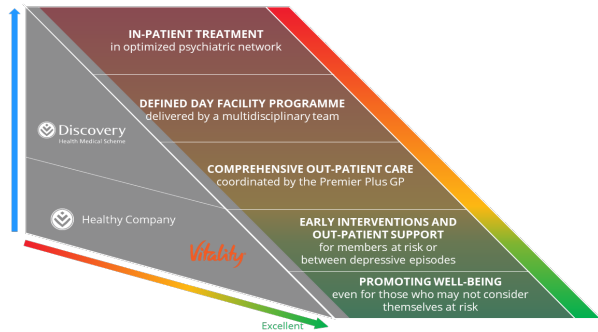 IN-PATIENT TREATMENT
in optimized psychiatric network
DEFINED DAY FACILITY PROGRAMME
delivered by a multidisciplinary team
Discovery
Health Medical Scheme
COMPREHENSIVE OUT-PATIENT CARE
coordinated by the Premier Plus GP
Healthy Company
EARLY INTERVENTIONS AND
OUT-PATIENT SUPPORT
for members at risk or
between depressive episodes
Vitality
PROMOTING WELL-BEING
even for those who may not consider
themselves at risk
Excellent